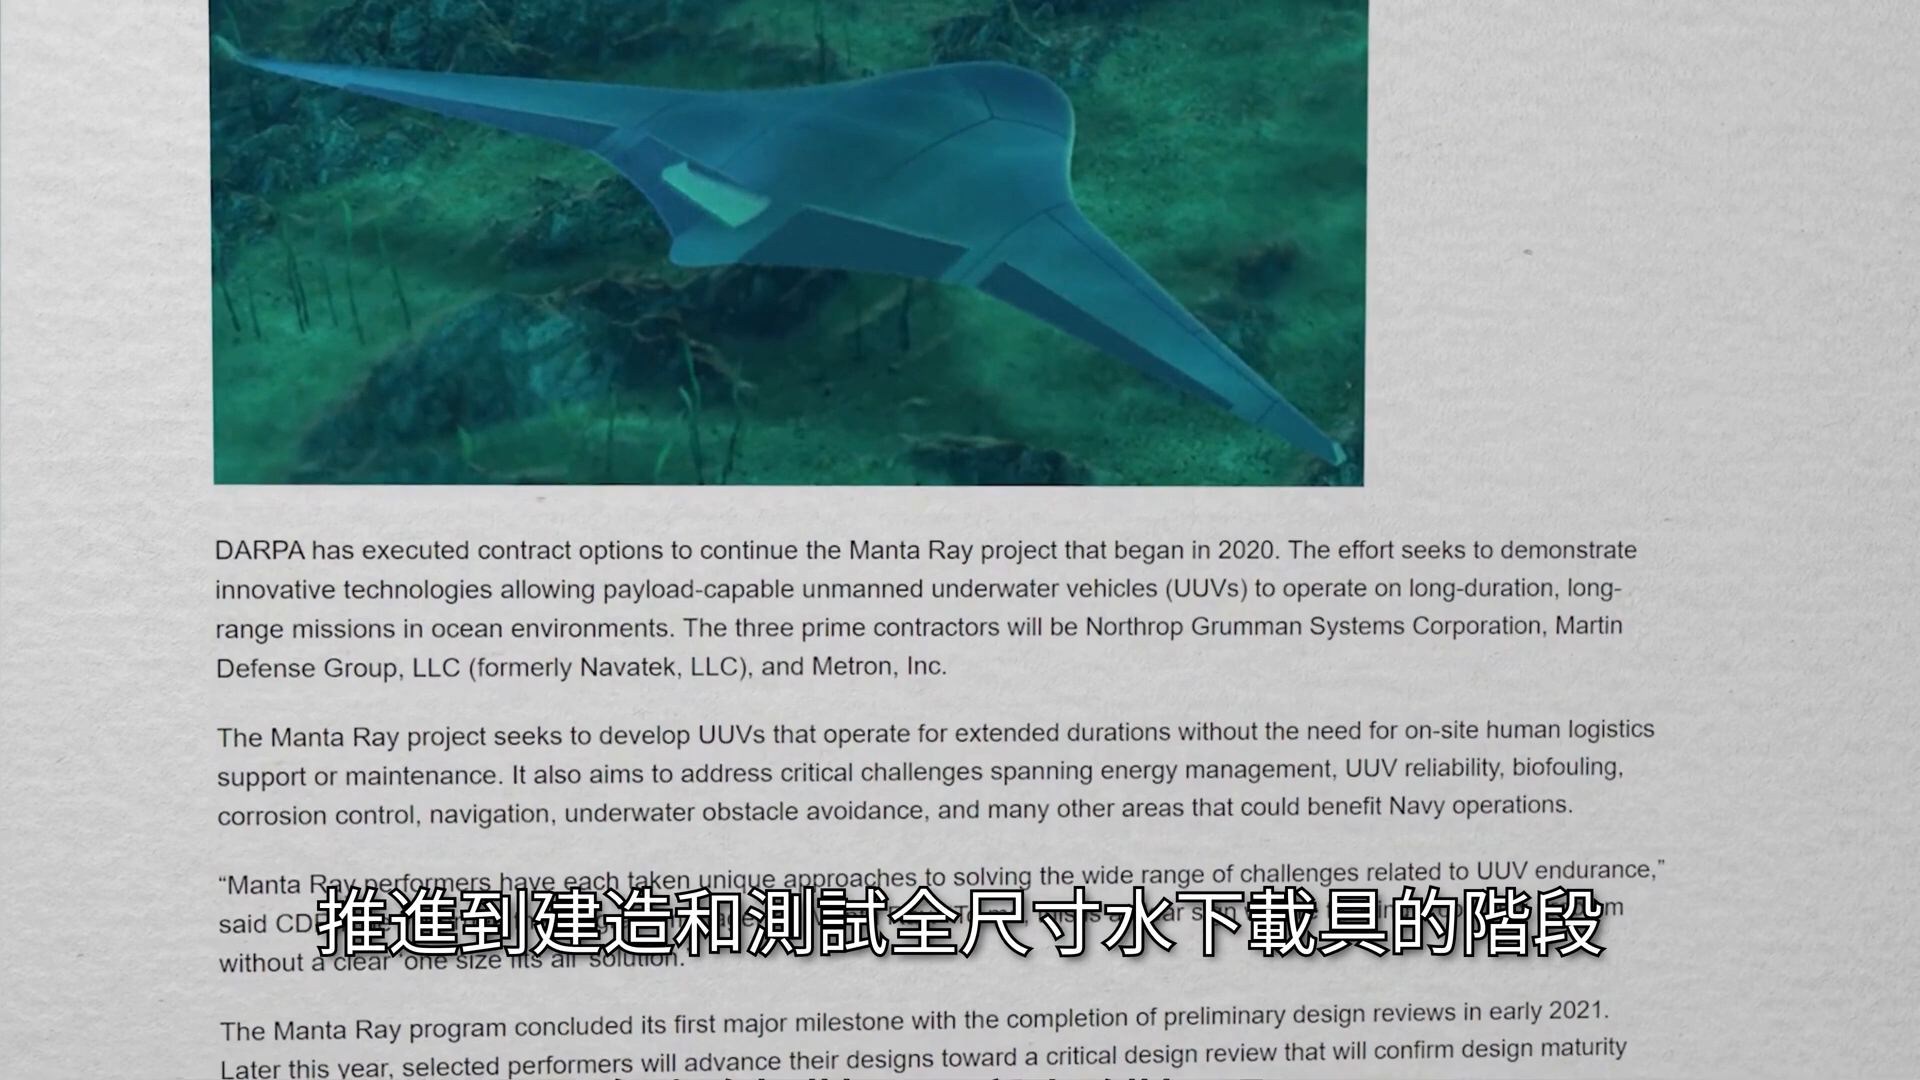 DARPA has executed contract options to continue the Manta Ray project that began in 2020. The effort seeks to demonstrate
innovative technologies allowing payload-capable unmanned underwater vehicles (UUVs) to operate on long-duration, long-
range missions in ocean environments. The three prime contractors will be Northrop Grumman Systems Corporation, Martin
Defense Group, LLC (formerly Navatek, LLC), and Metron, Inc.
The Manta Ray project seeks to develop UUVs that operate for extended durations without the need for on-site human logistics
support or maintenance. It also aims to address critical challenges spanning energy management, UUV reliability, biofouling,
corrosion control, navigation, underwater obstacle avoidance, and many other areas that could benefit Navy operations.
“Manta Ray performers have each taken unique approaches to solving the wide range of challenges related to UUV endurance,”
said
推進到建造和測試全尺寸水下載具的階段
without a clear ‘one size fits all’ solution.”
The Manta Ray program concluded its first major milestone with the completion of preliminary design reviews in early 2021.
Later this year, selected performers will advance their designs toward a critical design review that will confirm design maturity